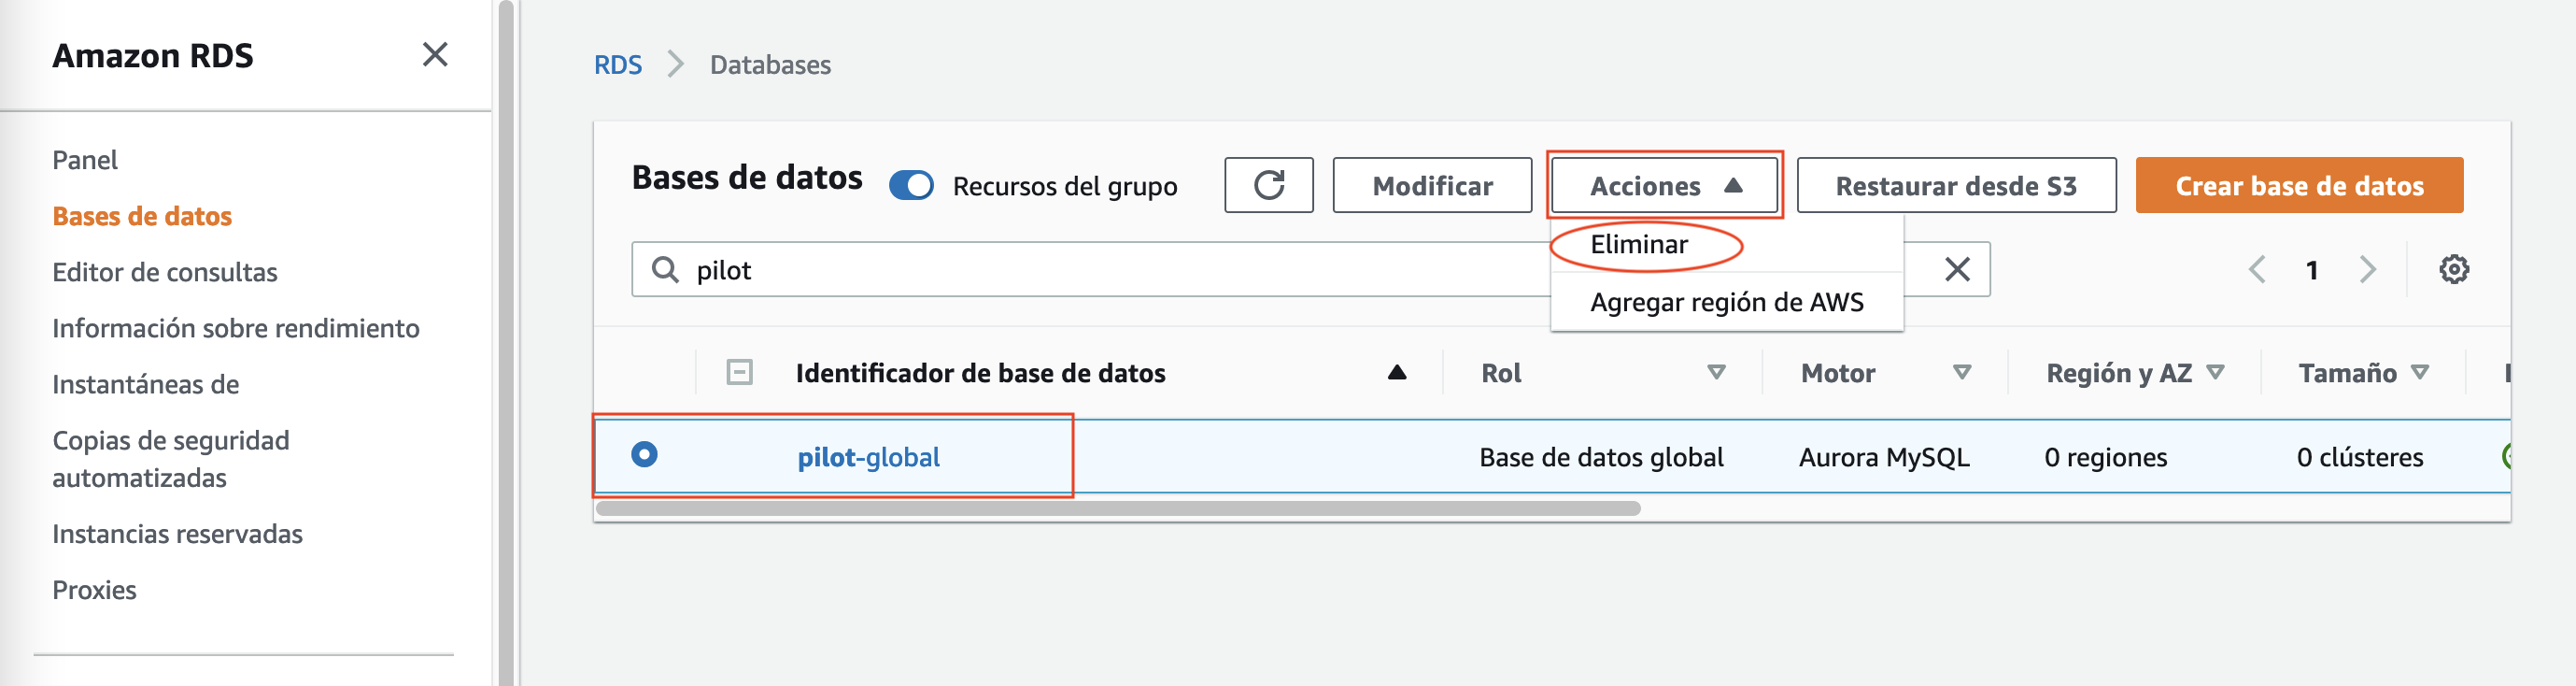 Amazon RDS
Panel
Bases de datos
Editor de consultas
Información sobre rendimiento
Instantáneas de
Copias de seguridad
automatizadas
Instancias reservadas
Proxies
RDS
Databases
Bases de datos
Recursos del grupo
Modificar
Acciones
Restaurar desde S3
Crear base de datos
pilot
Eliminar
Agregar región de AWS
1
Identificador de base de datos
Rol
Motor
Región y AZ
Tamaño
pilot-global
Base de datos global
Aurora MySQL
0 regiones
0 clústeres